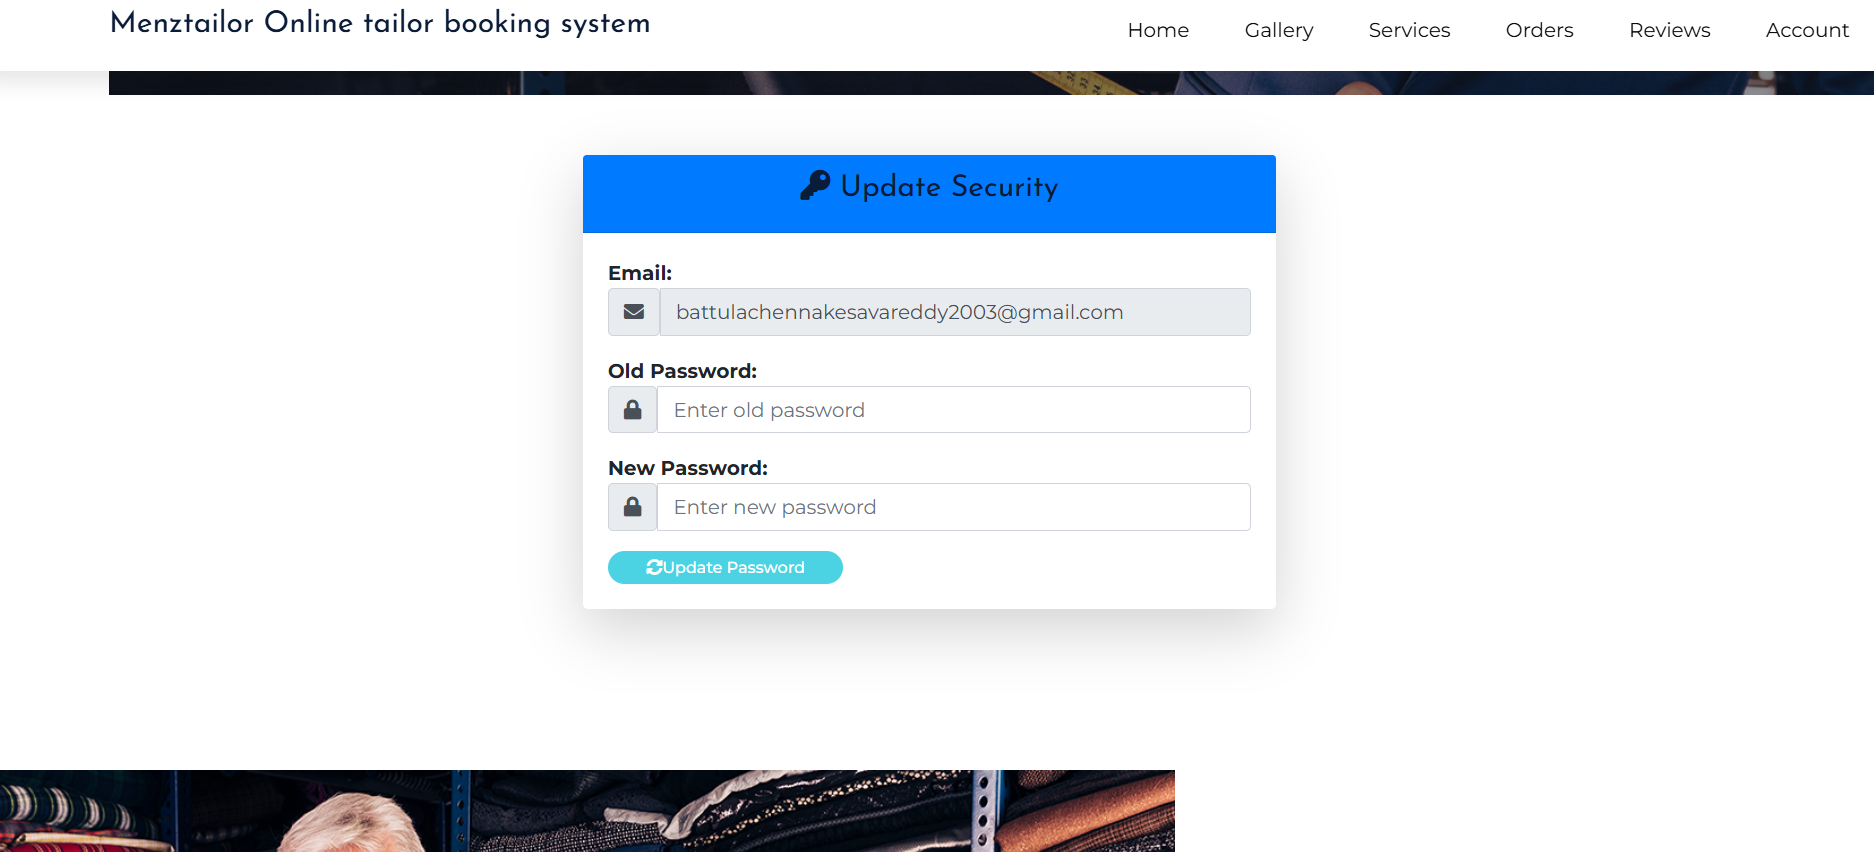 Menztailor Online tailor booking system
Home Gallery Services Orders Reviews Account
Update Security
Email:
battulachennakesavareddy2003@gmail.com
Old Password:
Enter old password
New Password:
Enter new password
Update Password